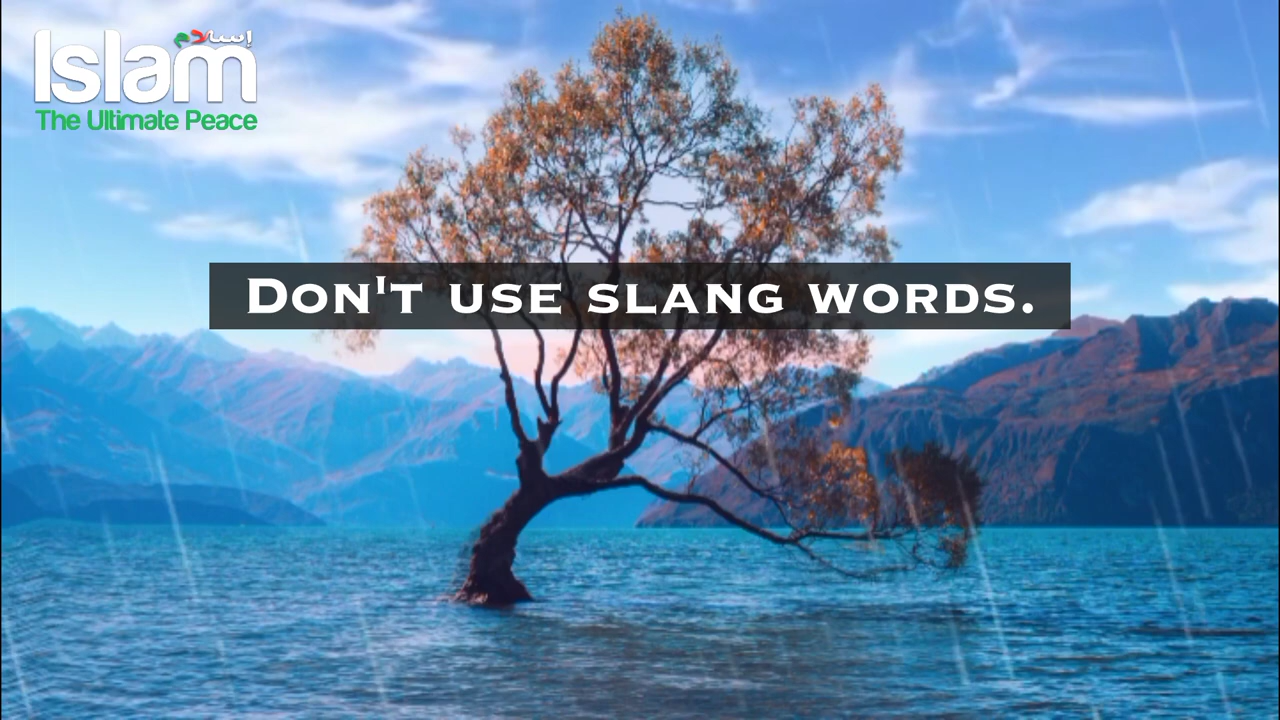 إسلام
Islam
The Ultimate Peace
Don't use slang words.